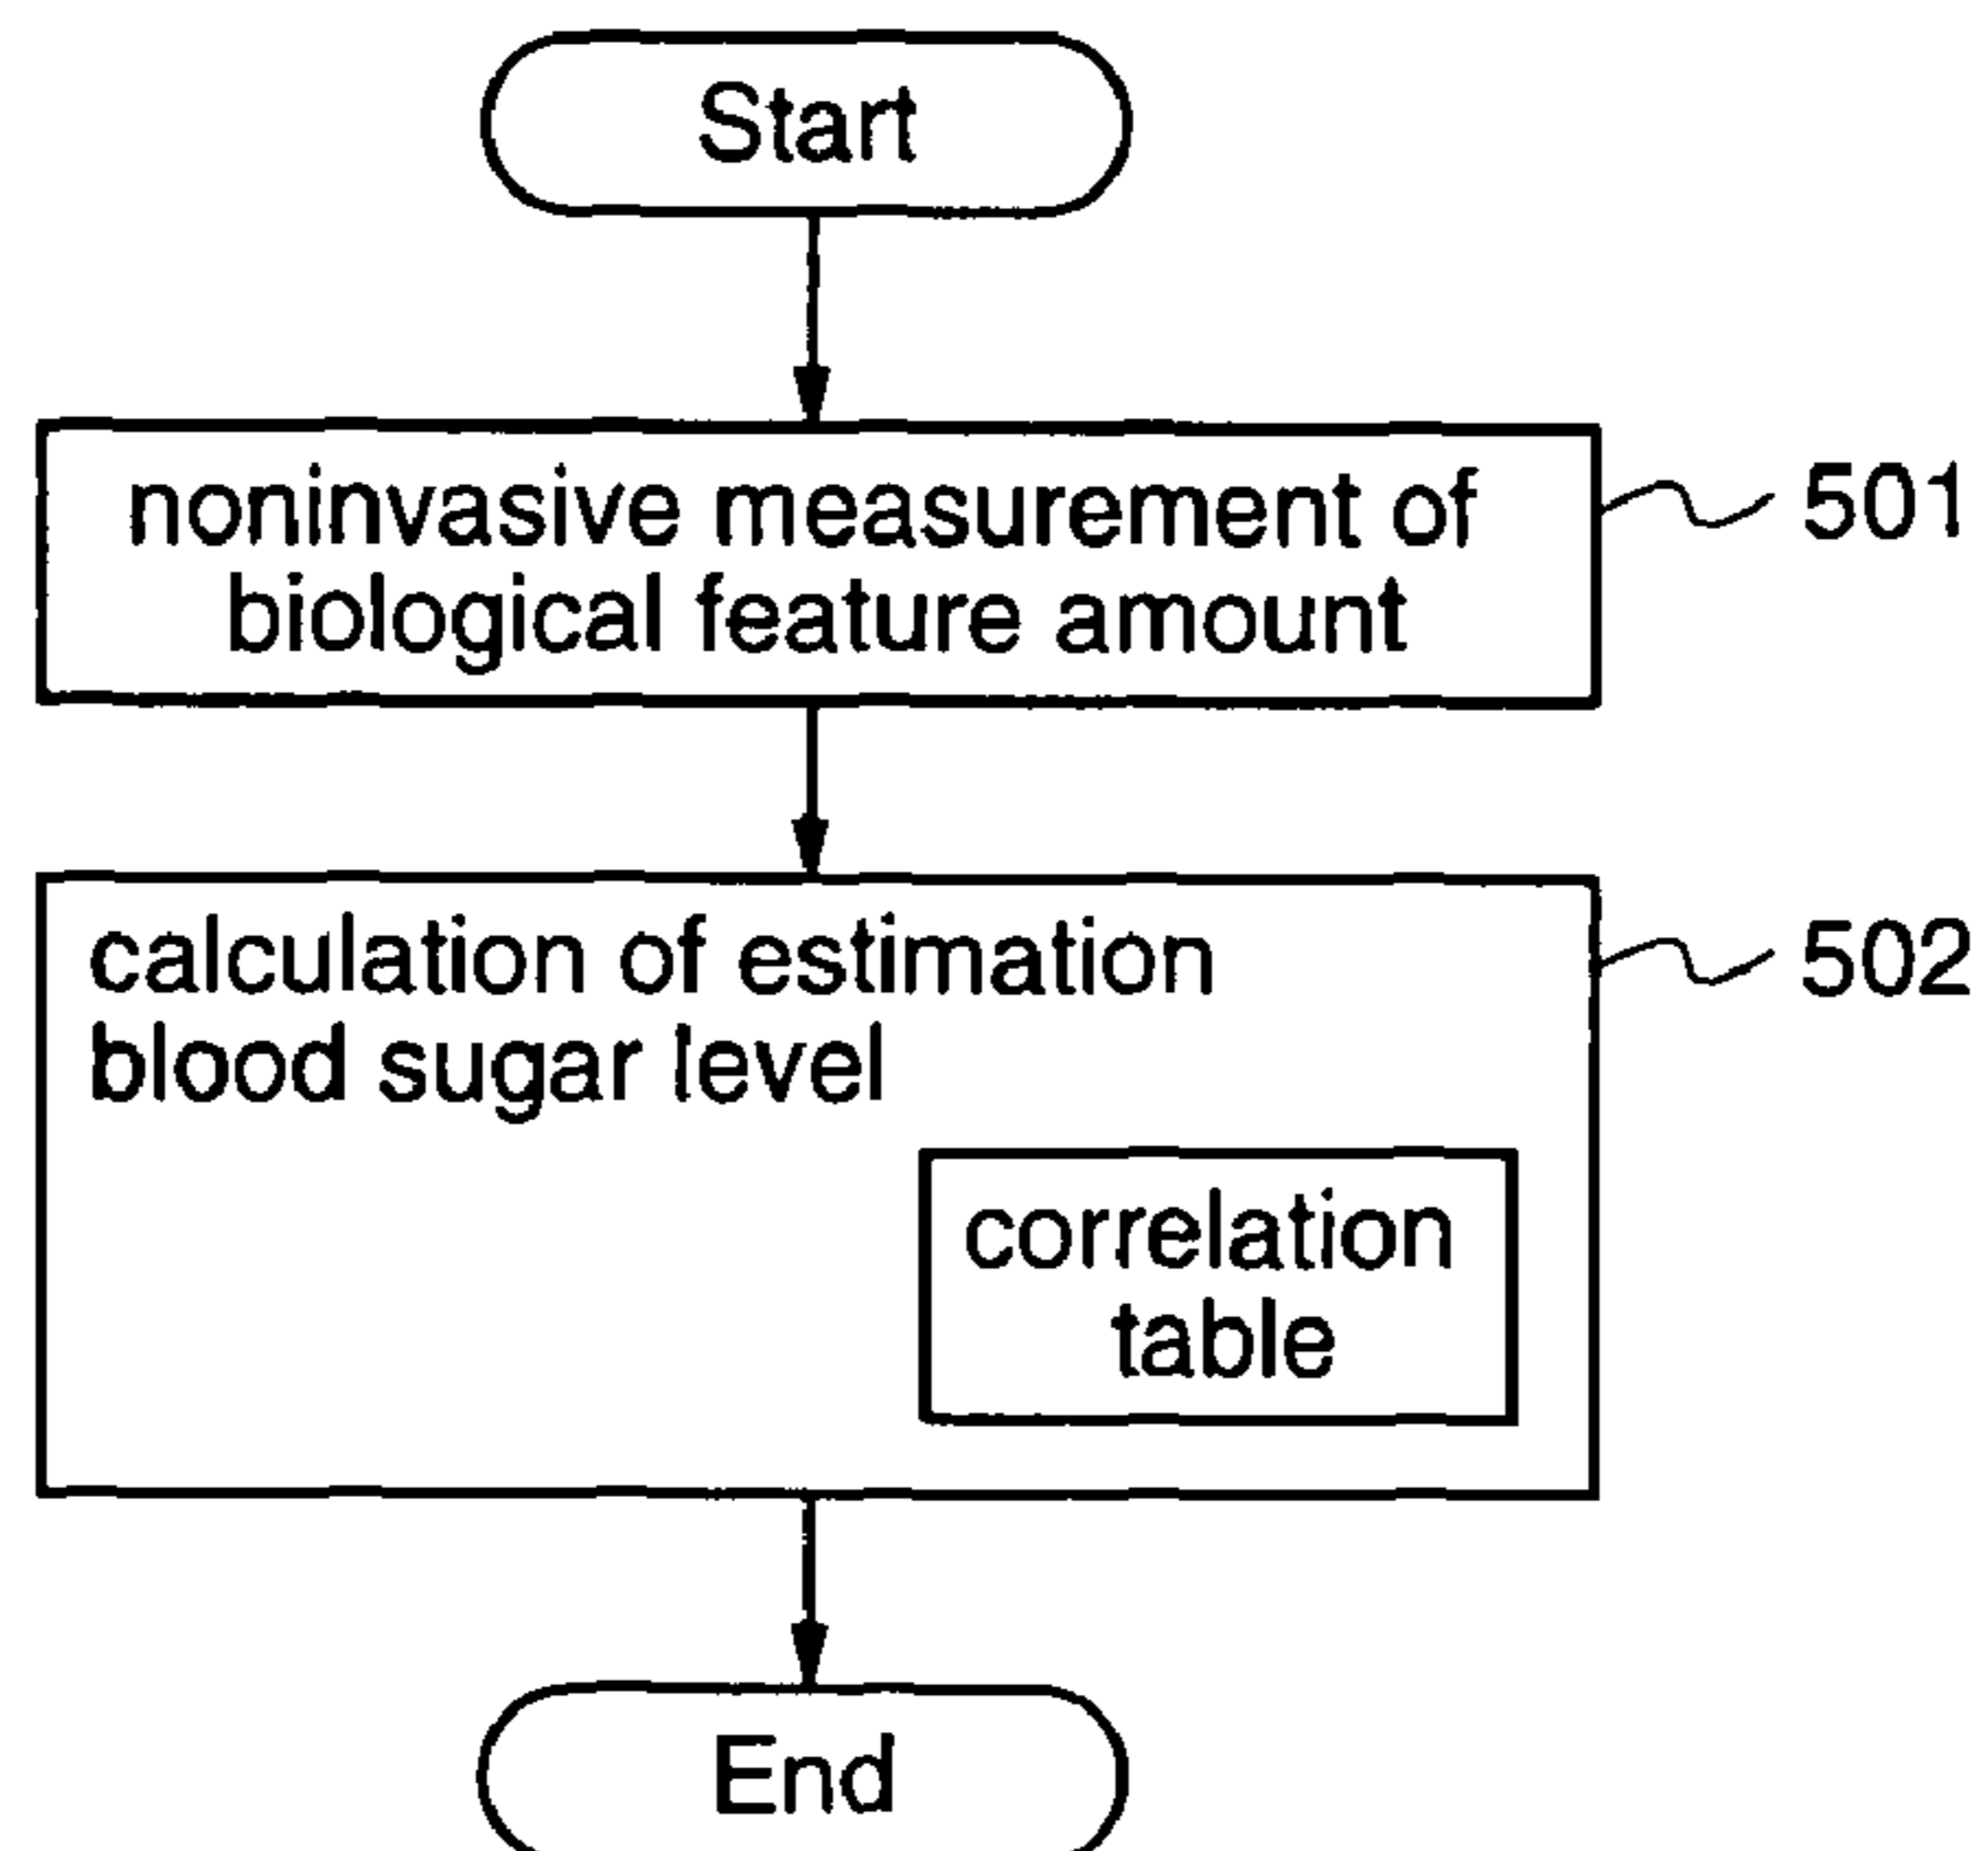 Start
noninvasive measurement of
biological feature amount
501
calculation of estimation
blood sugar level
502
correlation
table
End